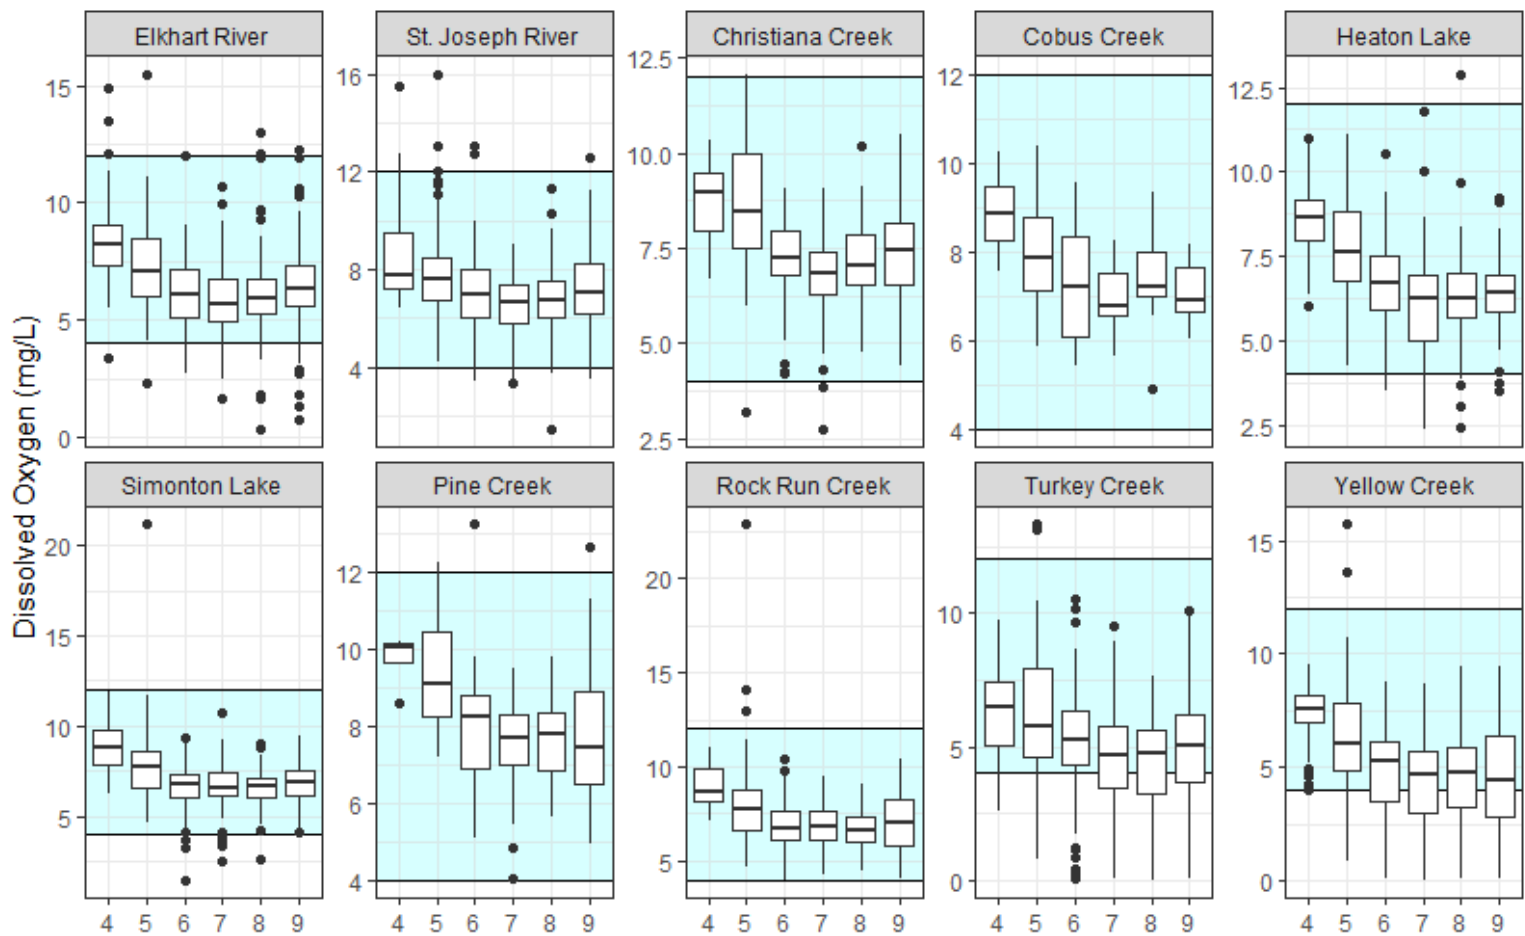 Elkhart River
St. Joseph River
Christiana Creek
Cobus Creek
Heaton Lake
15
10
5
0
16
12
8
4
12.5
10.0
7.5
5.0
2.5
12
10
8
6
4
12.5
10.0
7.5
5.0
2.5
Dissolved Oxygen (mg/L)
Simonton Lake
Pine Creek
Rock Run Creek
Turkey Creek
Yellow Creek
20
15
10
5
12
10
8
6
4
20
15
10
5
10
5
0
15
10
5
0
4 5 6 7 8 9
4 5 6 7 8 9
4 5 6 7 8 9
4 5 6 7 8 9
4 5 6 7 8 9